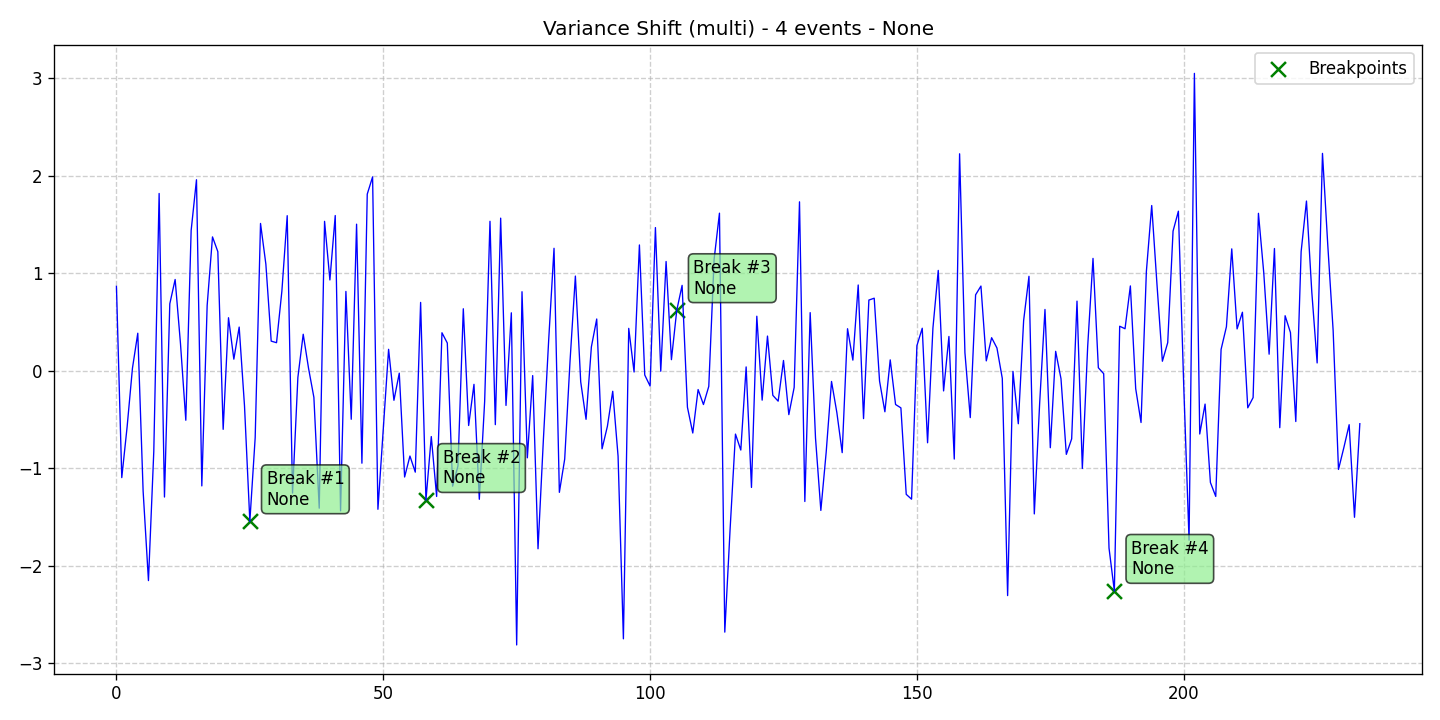 Variance Shift (multi) - 4 events - None
Breakpoints
3
2
1
0
−1
−2
−3
Break #3
None
Break #2
None
Break #1
None
Break #4
None
0
50
100
150
200